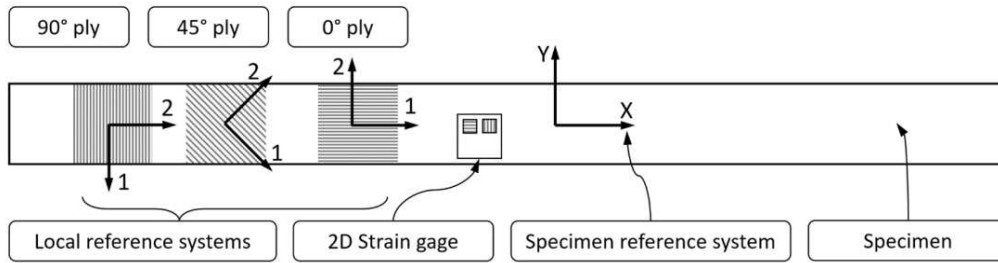 90° ply
45° ply
0° ply
2
1
2
1
2
1
Y
X
Local reference systems
2D Strain gage
Specimen reference system
Specimen